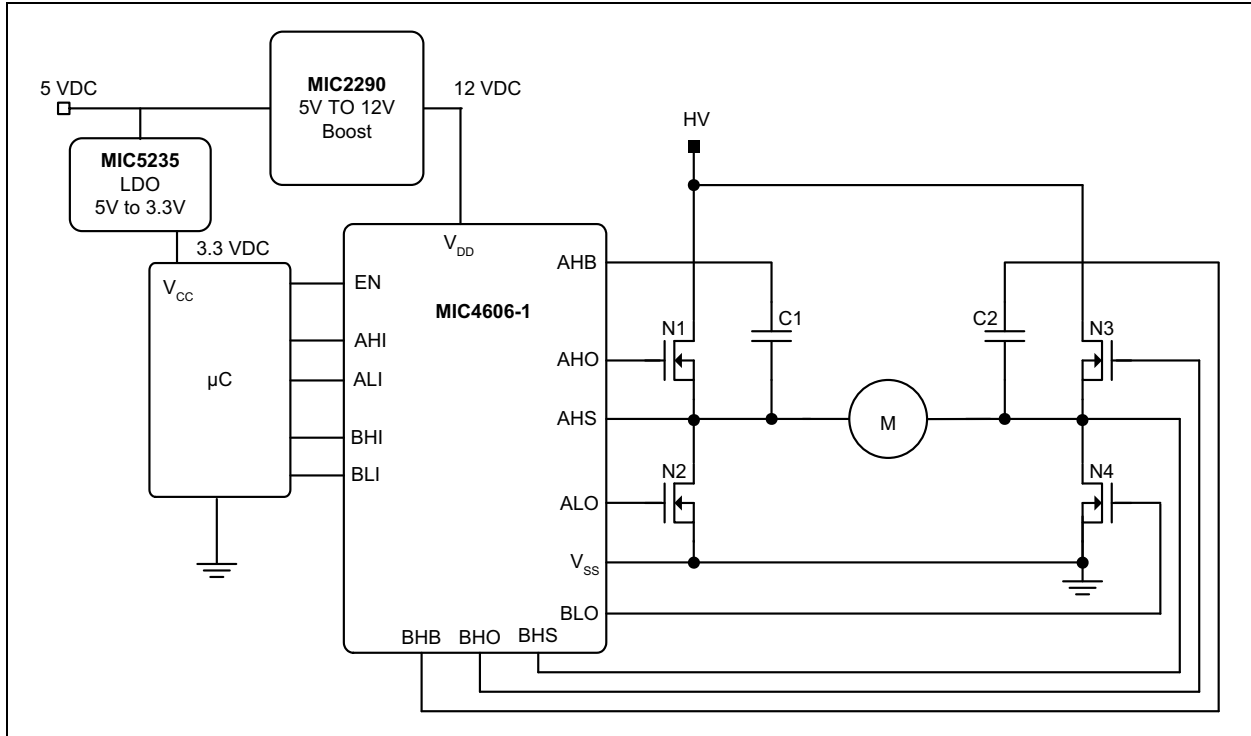 5 VDC
MIC2290
5V TO 12V
Boost
12 VDC
MIC5235
LDO
5V to 3.3V
3.3 VDC
HV
VCC
µC
VDD
MIC4606-1
EN
AHI
ALI
BHI
BLI
AHB
AHO
AHS
ALO
VSS
BLO
BHB
BHO
BHS
N1
C1
C2
N3
M
N2
N4